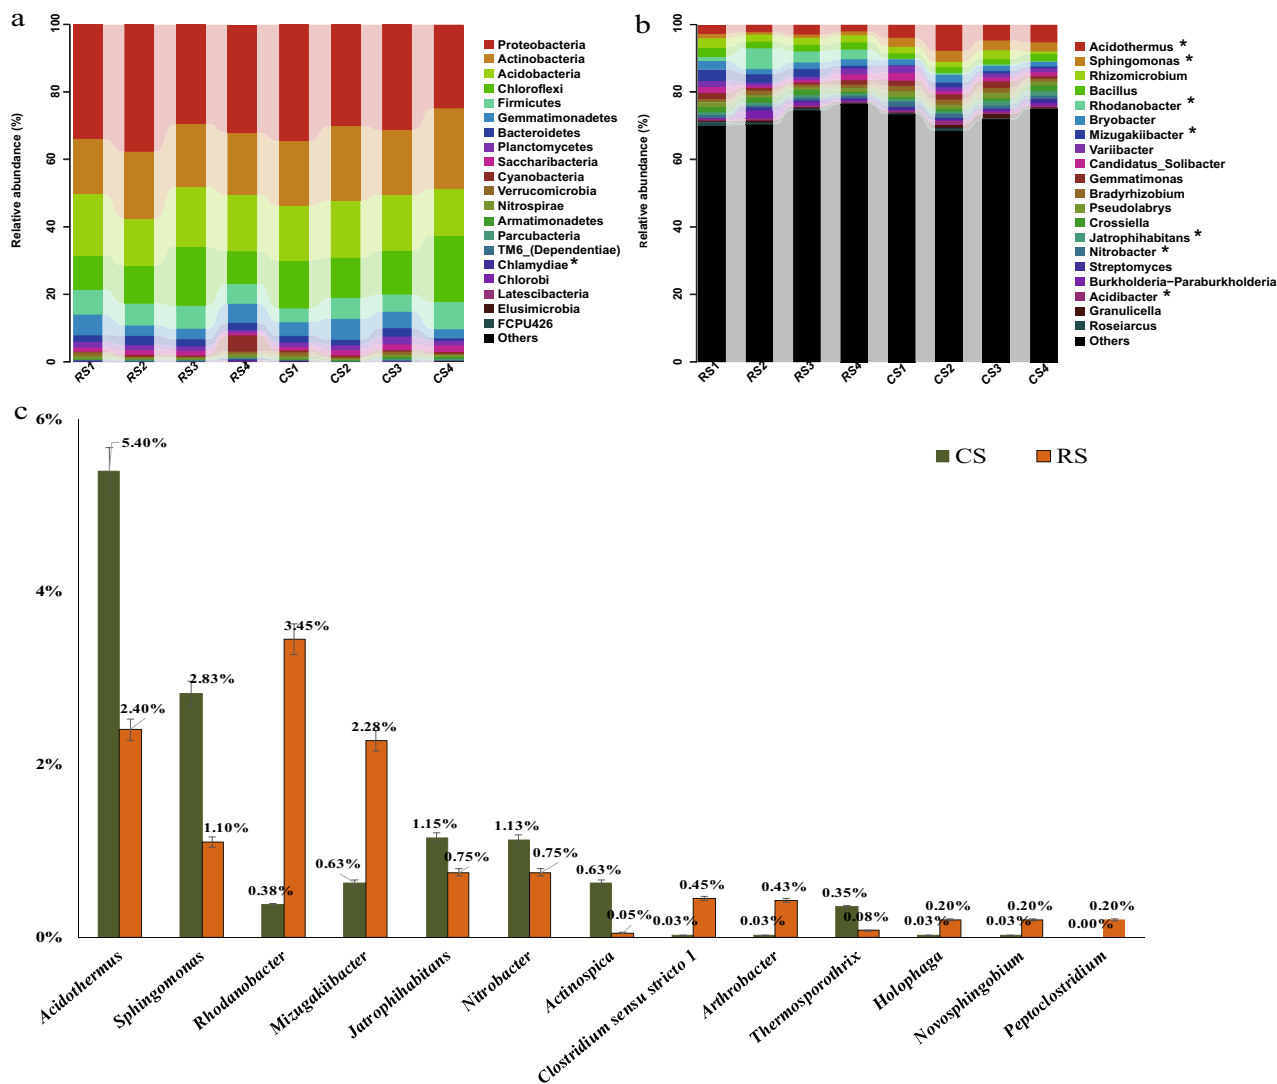 a
Relative abundance (%)
100
80
60
40
20
0
RS1 RS2 RS3 RS4 CS1 CS2 CS3 CS4
Proteobacteria
Actinobacteria
Acidobacteria
Chloroflexi
Firmicutes
Gemmatimonadetes
Bacteroidetes
Planctomycetes
Saccharibacteria
Cyanobacteria
Verrucomicrobia
Nitrospirae
Armatimonadetes
Parcubacteria
TM6_(Dependentiae)
Chlamydiae *
Chlorobi
Latescibacteria
Elusimicrobia
FCPU426
Others
b
Relative abundance (%)
100
80
60
40
20
0
RS1 RS2 RS3 RS4 CS1 CS2 CS3 CS4
Acidothermus *
Sphingomonas *
Rhizomicrobium
Bacillus
Rhodanobacter *
Bryobacter
Mizugakiibacter *
Variibacter
Candidatus_Solibacter
Gemmatimonas
Bradyrhizobium
Pseudolabrys
Crossiella
Jatrophihabitans *
Nitrobacter *
Streptomyces
Burkholderia−Paraburkholderia
Acidibacter *
Granulicella
Roseiarcus
Others
c
6%
4%
2%
0%
CS RS
5.40%
2.40%
2.83%
1.10%
0.38%
3.45%
0.63%
2.28%
1.15%
0.75%
1.13%
0.75%
0.63%
0.05%
0.03%
0.45%
0.03%
0.43%
0.35%
0.08%
0.03%
0.20%
0.03%
0.20%
0.00%
0.20%
Acidothermus
Sphingomonas
Rhodanobacter
Mizugakiibacter
Jatrophihabitans
Nitrobacter
Actinospica
Clostridium sensu stricto 1
Arthrobacter
Thermosporothrix
Holophaga
Novosphingobium
Peptoclostridium